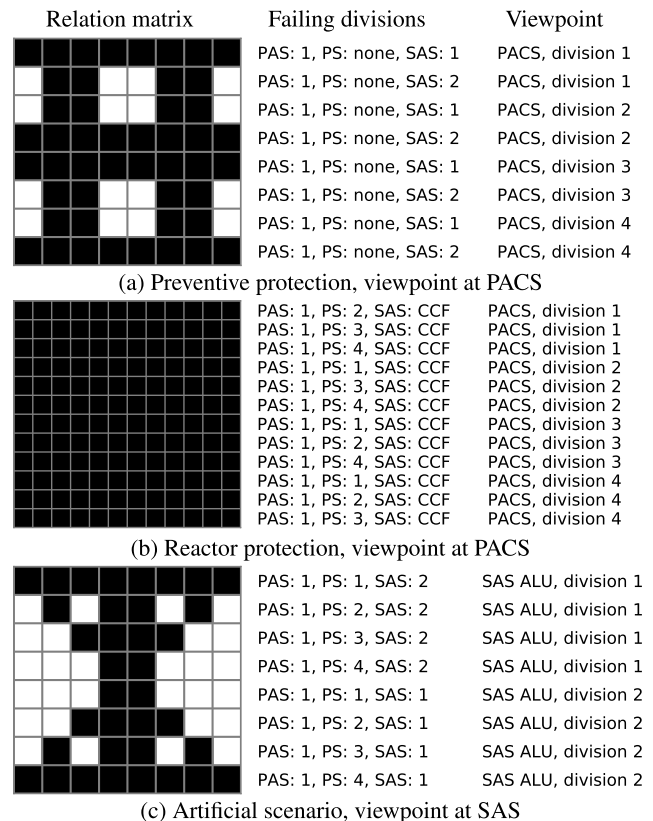 Relation matrix Failing divisions Viewpoint
PAS: 1, PS: none, SAS: 1 PACS, division 1
PAS: 1, PS: none, SAS: 2 PACS, division 1
PAS: 1, PS: none, SAS: 1 PACS, division 2
PAS: 1, PS: none, SAS: 2 PACS, division 2
PAS: 1, PS: none, SAS: 1 PACS, division 3
PAS: 1, PS: none, SAS: 2 PACS, division 3
PAS: 1, PS: none, SAS: 1 PACS, division 4
PAS: 1, PS: none, SAS: 2 PACS, division 4
(a) Preventive protection, viewpoint at PACS
PAS: 1, PS: 2, SAS: CCF PACS, division 1
PAS: 1, PS: 3, SAS: CCF PACS, division 1
PAS: 1, PS: 4, SAS: CCF PACS, division 1
PAS: 1, PS: 1, SAS: CCF PACS, division 2
PAS: 1, PS: 3, SAS: CCF PACS, division 2
PAS: 1, PS: 4, SAS: CCF PACS, division 2
PAS: 1, PS: 1, SAS: CCF PACS, division 3
PAS: 1, PS: 2, SAS: CCF PACS, division 3
PAS: 1, PS: 4, SAS: CCF PACS, division 3
PAS: 1, PS: 1, SAS: CCF PACS, division 4
PAS: 1, PS: 2, SAS: CCF PACS, division 4
PAS: 1, PS: 3, SAS: CCF PACS, division 4
(b) Reactor protection, viewpoint at PACS
PAS: 1, PS: 1, SAS: 2 SAS ALU, division 1
PAS: 1, PS: 2, SAS: 2 SAS ALU, division 1
PAS: 1, PS: 3, SAS: 2 SAS ALU, division 1
PAS: 1, PS: 4, SAS: 2 SAS ALU, division 1
PAS: 1, PS: 1, SAS: 1 SAS ALU, division 2
PAS: 1, PS: 2, SAS: 1 SAS ALU, division 2
PAS: 1, PS: 3, SAS: 1 SAS ALU, division 2
PAS: 1, PS: 4, SAS: 1 SAS ALU, division 2
(c) Artificial scenario, viewpoint at SAS